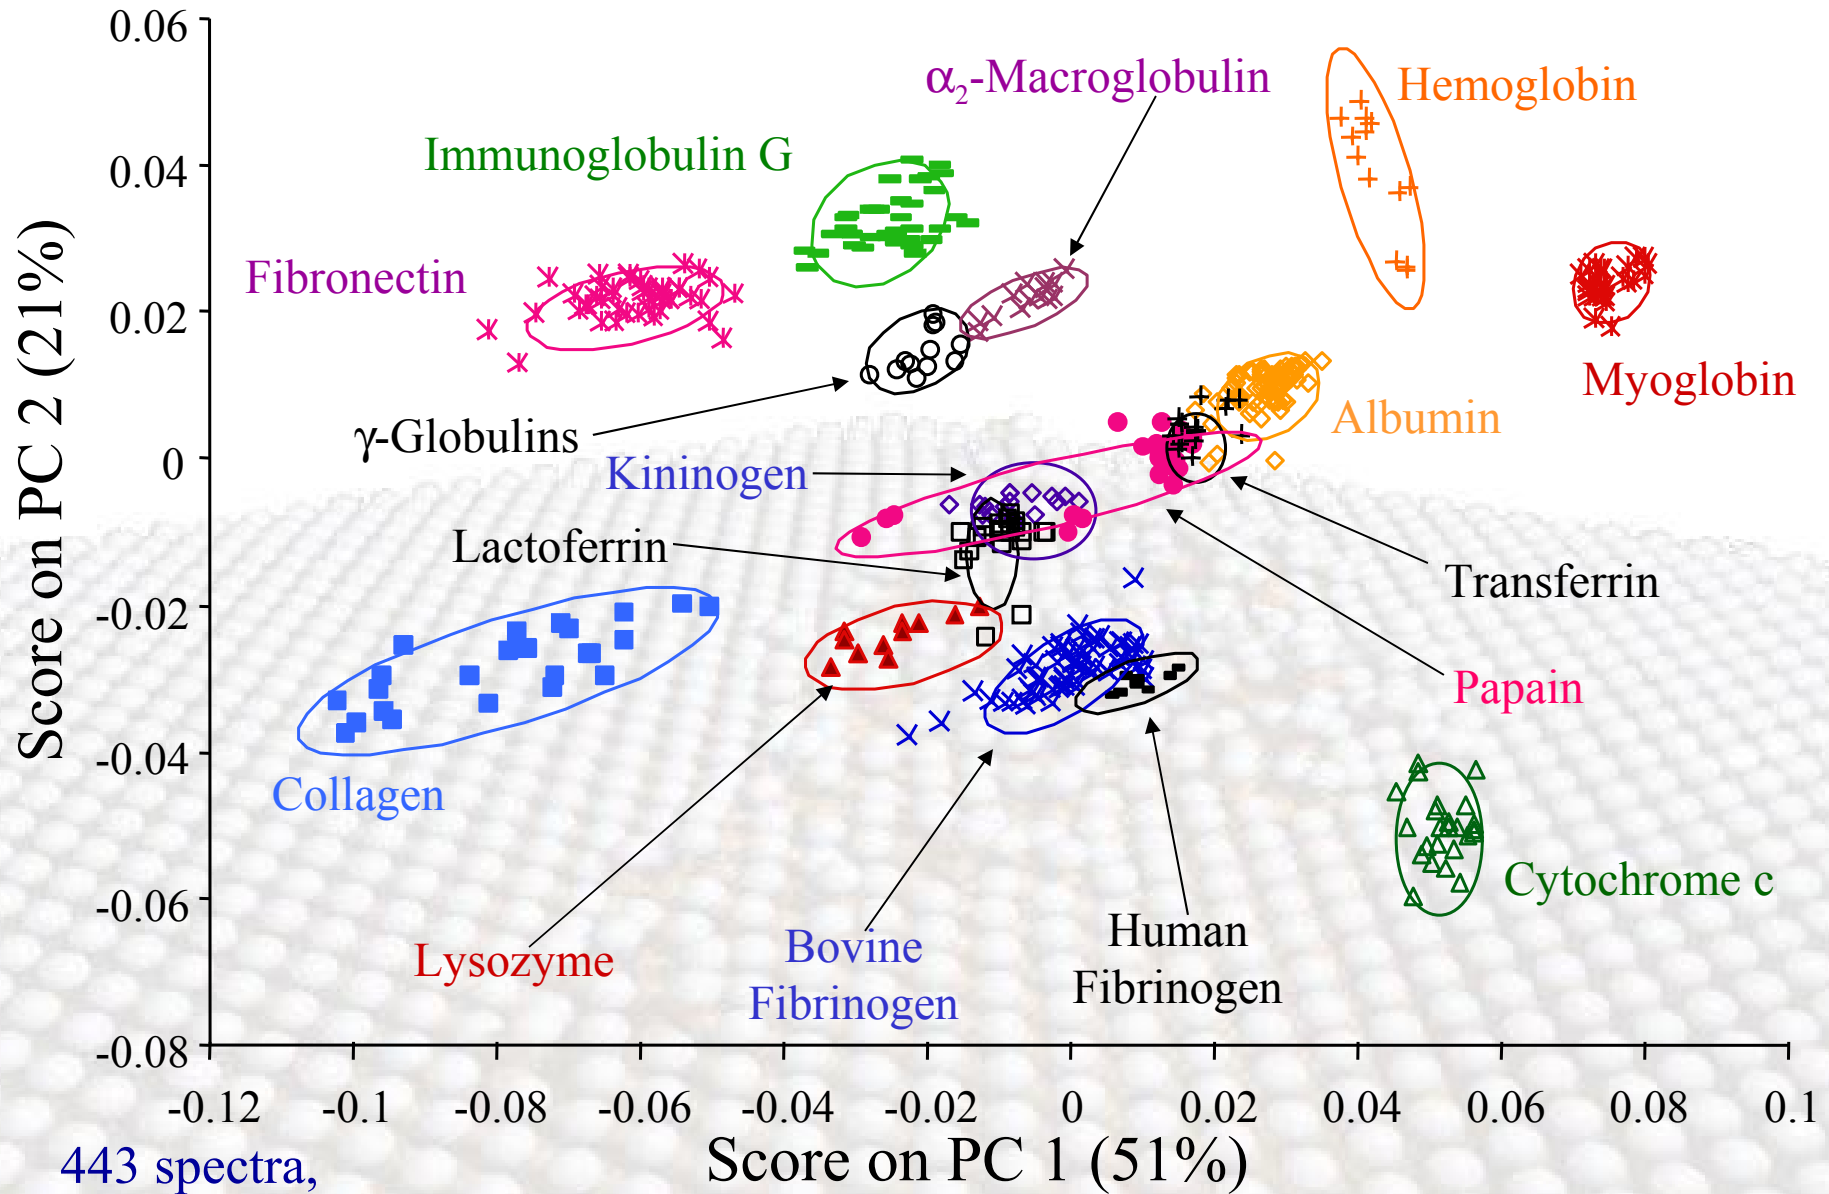 0.06
0.04
0.02
0
-0.02
-0.04
-0.06
-0.08
Score on PC 2 (21%)
α₂-Macroglobulin
Hemoglobin
Immunoglobulin G
Fibronectin
Myoglobin
Albumin
γ-Globulins
Kininogen
Lactoferrin
Transferrin
Papain
Collagen
Cytochrome c
Lysozyme
Bovine
Fibrinogen
Human
Fibrinogen
-0.12 -0.1 -0.08 -0.06 -0.04 -0.02 0 0.02 0.04 0.06 0.08 0.1
Score on PC 1 (51%)
443 spectra,